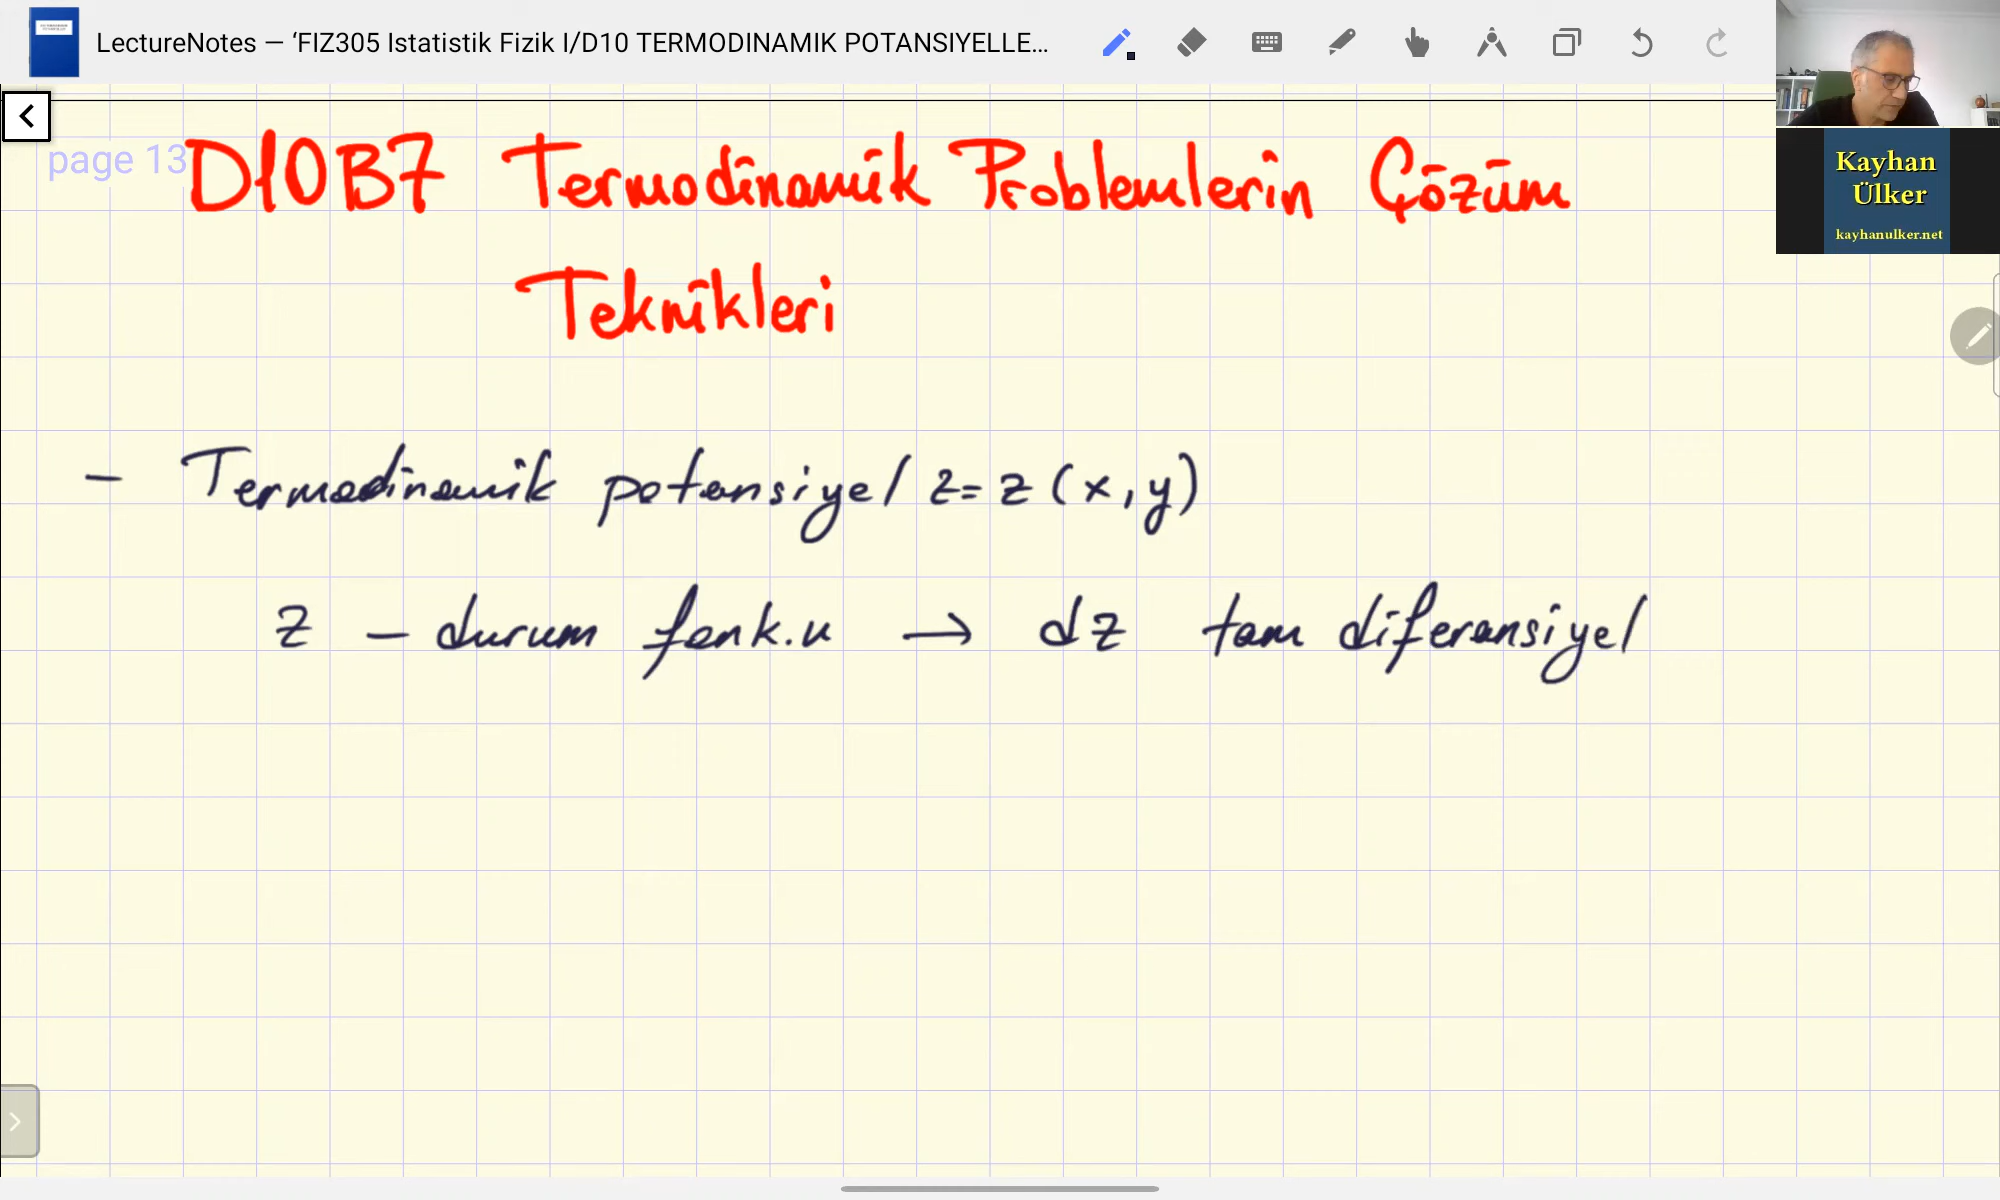 LectureNotes — ‘FIZ305 Istatistik Fizik I/D10 TERMODINAMIK POTANSIYELLE…
Kayhan
Ülker
kayhanulker.net
page 13
D10B7 Termodinamik Problemlerin Çözüm
Teknikleri
- Termodinamik potansiyel z = z (x, y)
z - durum fonk.u → dz tam diferansiyel